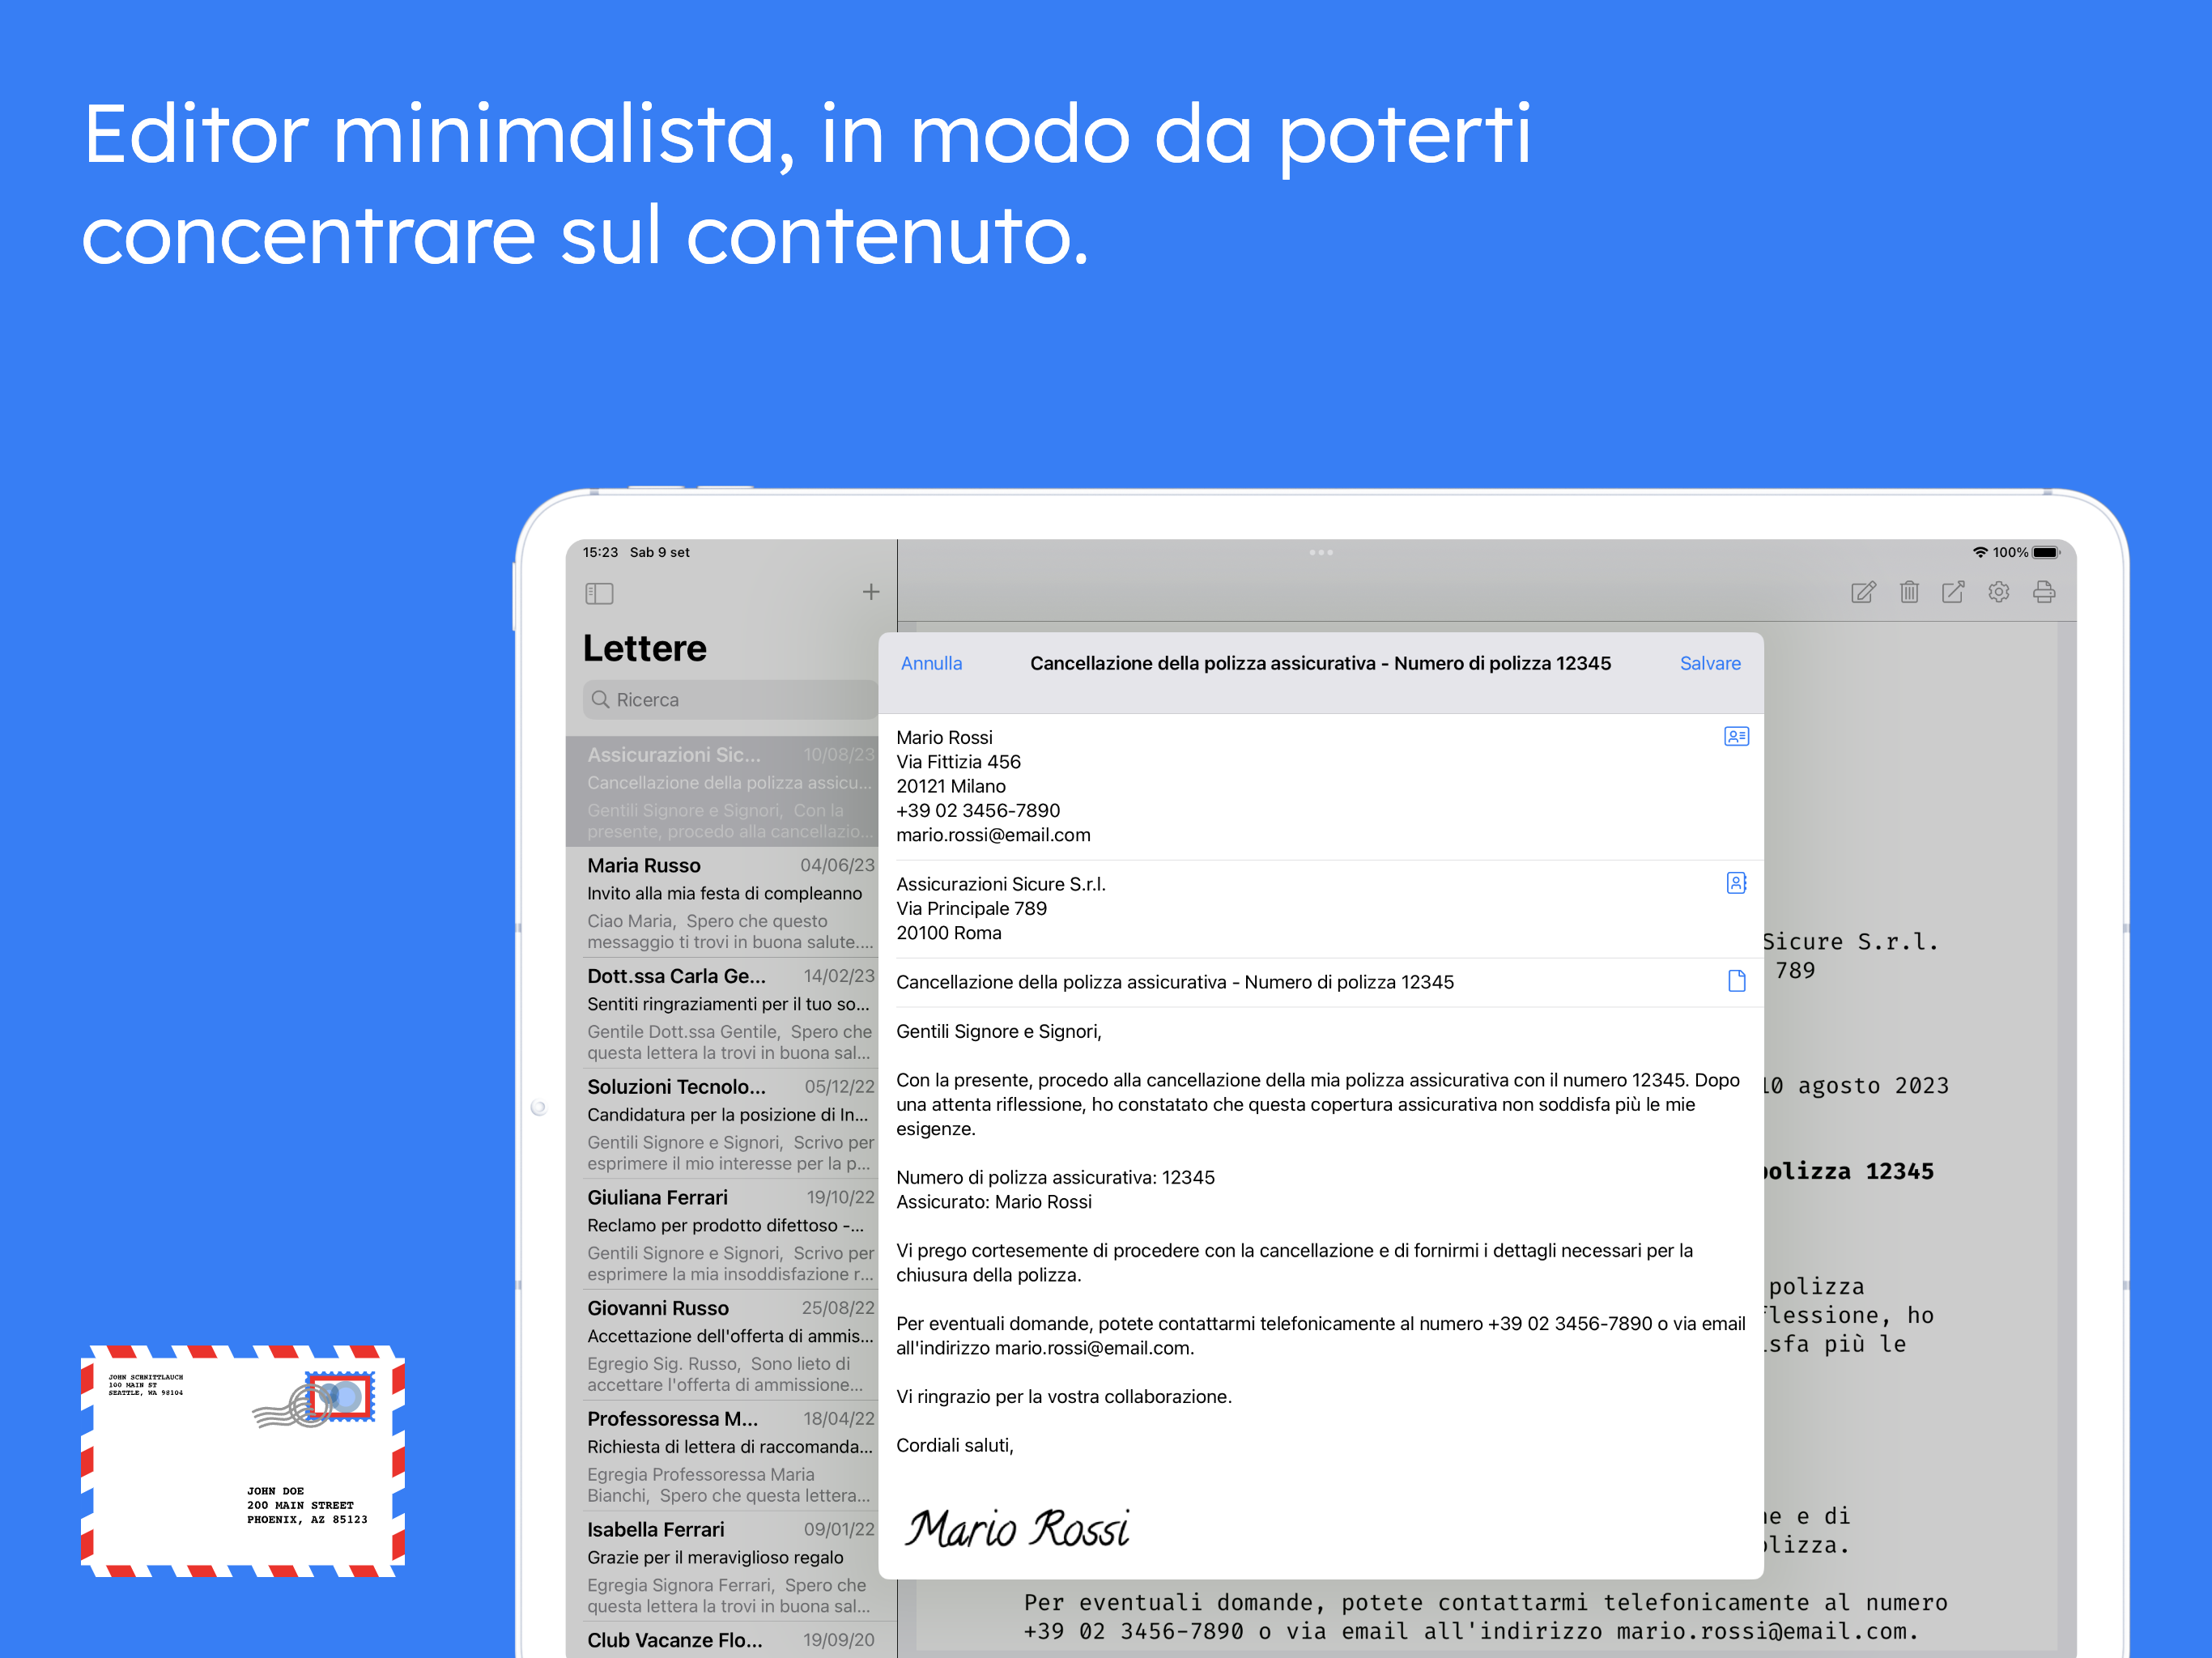 Editor minimalista, in modo da poterti
concentrare sul contenuto.
15:23 Sab 9 set
100%
Lettere
Ricerca
Assicurazioni Sic... 10/08/23
Cancellazione della polizza assicu...
Gentili Signore e Signori, Con la
presente, procedo alla cancellazio...
Maria Russo 04/06/23
Invito alla mia festa di compleanno
Ciao Maria, Spero che questo
messaggio ti trovi in buona salute....
Dott.ssa Carla Ge... 14/02/23
Sentiti ringraziamenti per il tuo so...
Gentile Dott.ssa Gentile, Spero che
questa lettera la trovi in buona sal...
Soluzioni Tecnolo... 05/12/22
Candidatura per la posizione di In...
Gentili Signore e Signori, Scrivo per
esprimere il mio interesse per la p...
Giuliana Ferrari 19/10/22
Reclamo per prodotto difettoso -...
Gentili Signore e Signori, Scrivo per
esprimere la mia insoddisfazione r...
Giovanni Russo 25/08/22
Accettazione dell'offerta di ammis...
Egregio Sig. Russo, Sono lieto di
accettare l'offerta di ammissione...
Professoressa M... 18/04/22
Richiesta di lettera di raccomanda...
Egregia Professoressa Maria
Bianchi, Spero che questa lettera...
Isabella Ferrari 09/01/22
Grazie per il meraviglioso regalo
Egregia Signora Ferrari, Spero che
questa lettera la trovi in buona sal...
Club Vacanze Flo... 19/09/20
Annulla Cancellazione della polizza assicurativa - Numero di polizza 12345 Salvare
Mario Rossi
Via Fittizia 456
20121 Milano
+39 02 3456-7890
mario.rossi@email.com
Assicurazioni Sicure S.r.l.
Via Principale 789
20100 Roma
Cancellazione della polizza assicurativa - Numero di polizza 12345
Gentili Signore e Signori,
Con la presente, procedo alla cancellazione della mia polizza assicurativa con il numero 12345. Dopo
una attenta riflessione, ho constatato che questa copertura assicurativa non soddisfa più le mie
esigenze.
Numero di polizza assicurativa: 12345
Assicurato: Mario Rossi
Vi prego cortesemente di procedere con la cancellazione e di fornirmi i dettagli necessari per la
chiusura della polizza.
Per eventuali domande, potete contattarmi telefonicamente al numero +39 02 3456-7890 o via email
all'indirizzo mario.rossi@email.com.
Vi ringrazio per la vostra collaborazione.
Cordiali saluti,
Mario Rossi
Sicure S.r.l.
789
10 agosto 2023
polizza 12345
polizza
flessione, ho
sfa più le
ne e di
olizza.
Per eventuali domande, potete contattarmi telefonicamente al numero
+39 02 3456-7890 o via email all'indirizzo mario.rossi@email.com.
JOHN SCHNITTLAUCH
100 MAIN ST
SEATTLE, WA 98104
JOHN DOE
200 MAIN STREET
PHOENIX, AZ 85123